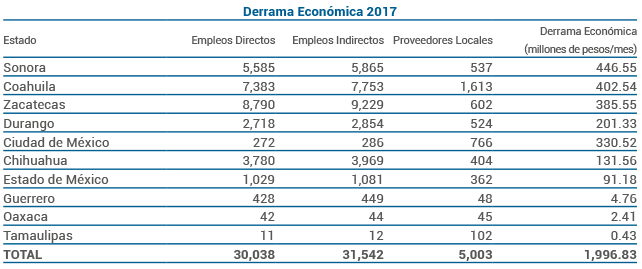 Derrama Económica 2017
Estado Empleos Directos Empleos Indirectos Proveedores Locales Derrama Económica (millones de pesos/mes)
Sonora 5,585 5,865 537 446.55
Coahuila 7,383 7,753 1,613 402.54
Zacatecas 8,790 9,229 602 385.55
Durango 2,718 2,854 524 201.33
Ciudad de México 272 286 766 330.52
Chihuahua 3,780 3,969 404 131.56
Estado de México 1,029 1,081 362 91.18
Guerrero 428 449 48 4.76
Oaxaca 42 44 45 2.41
Tamaulipas 11 12 102 0.43
TOTAL 30,038 31,542 5,003 1,996.83